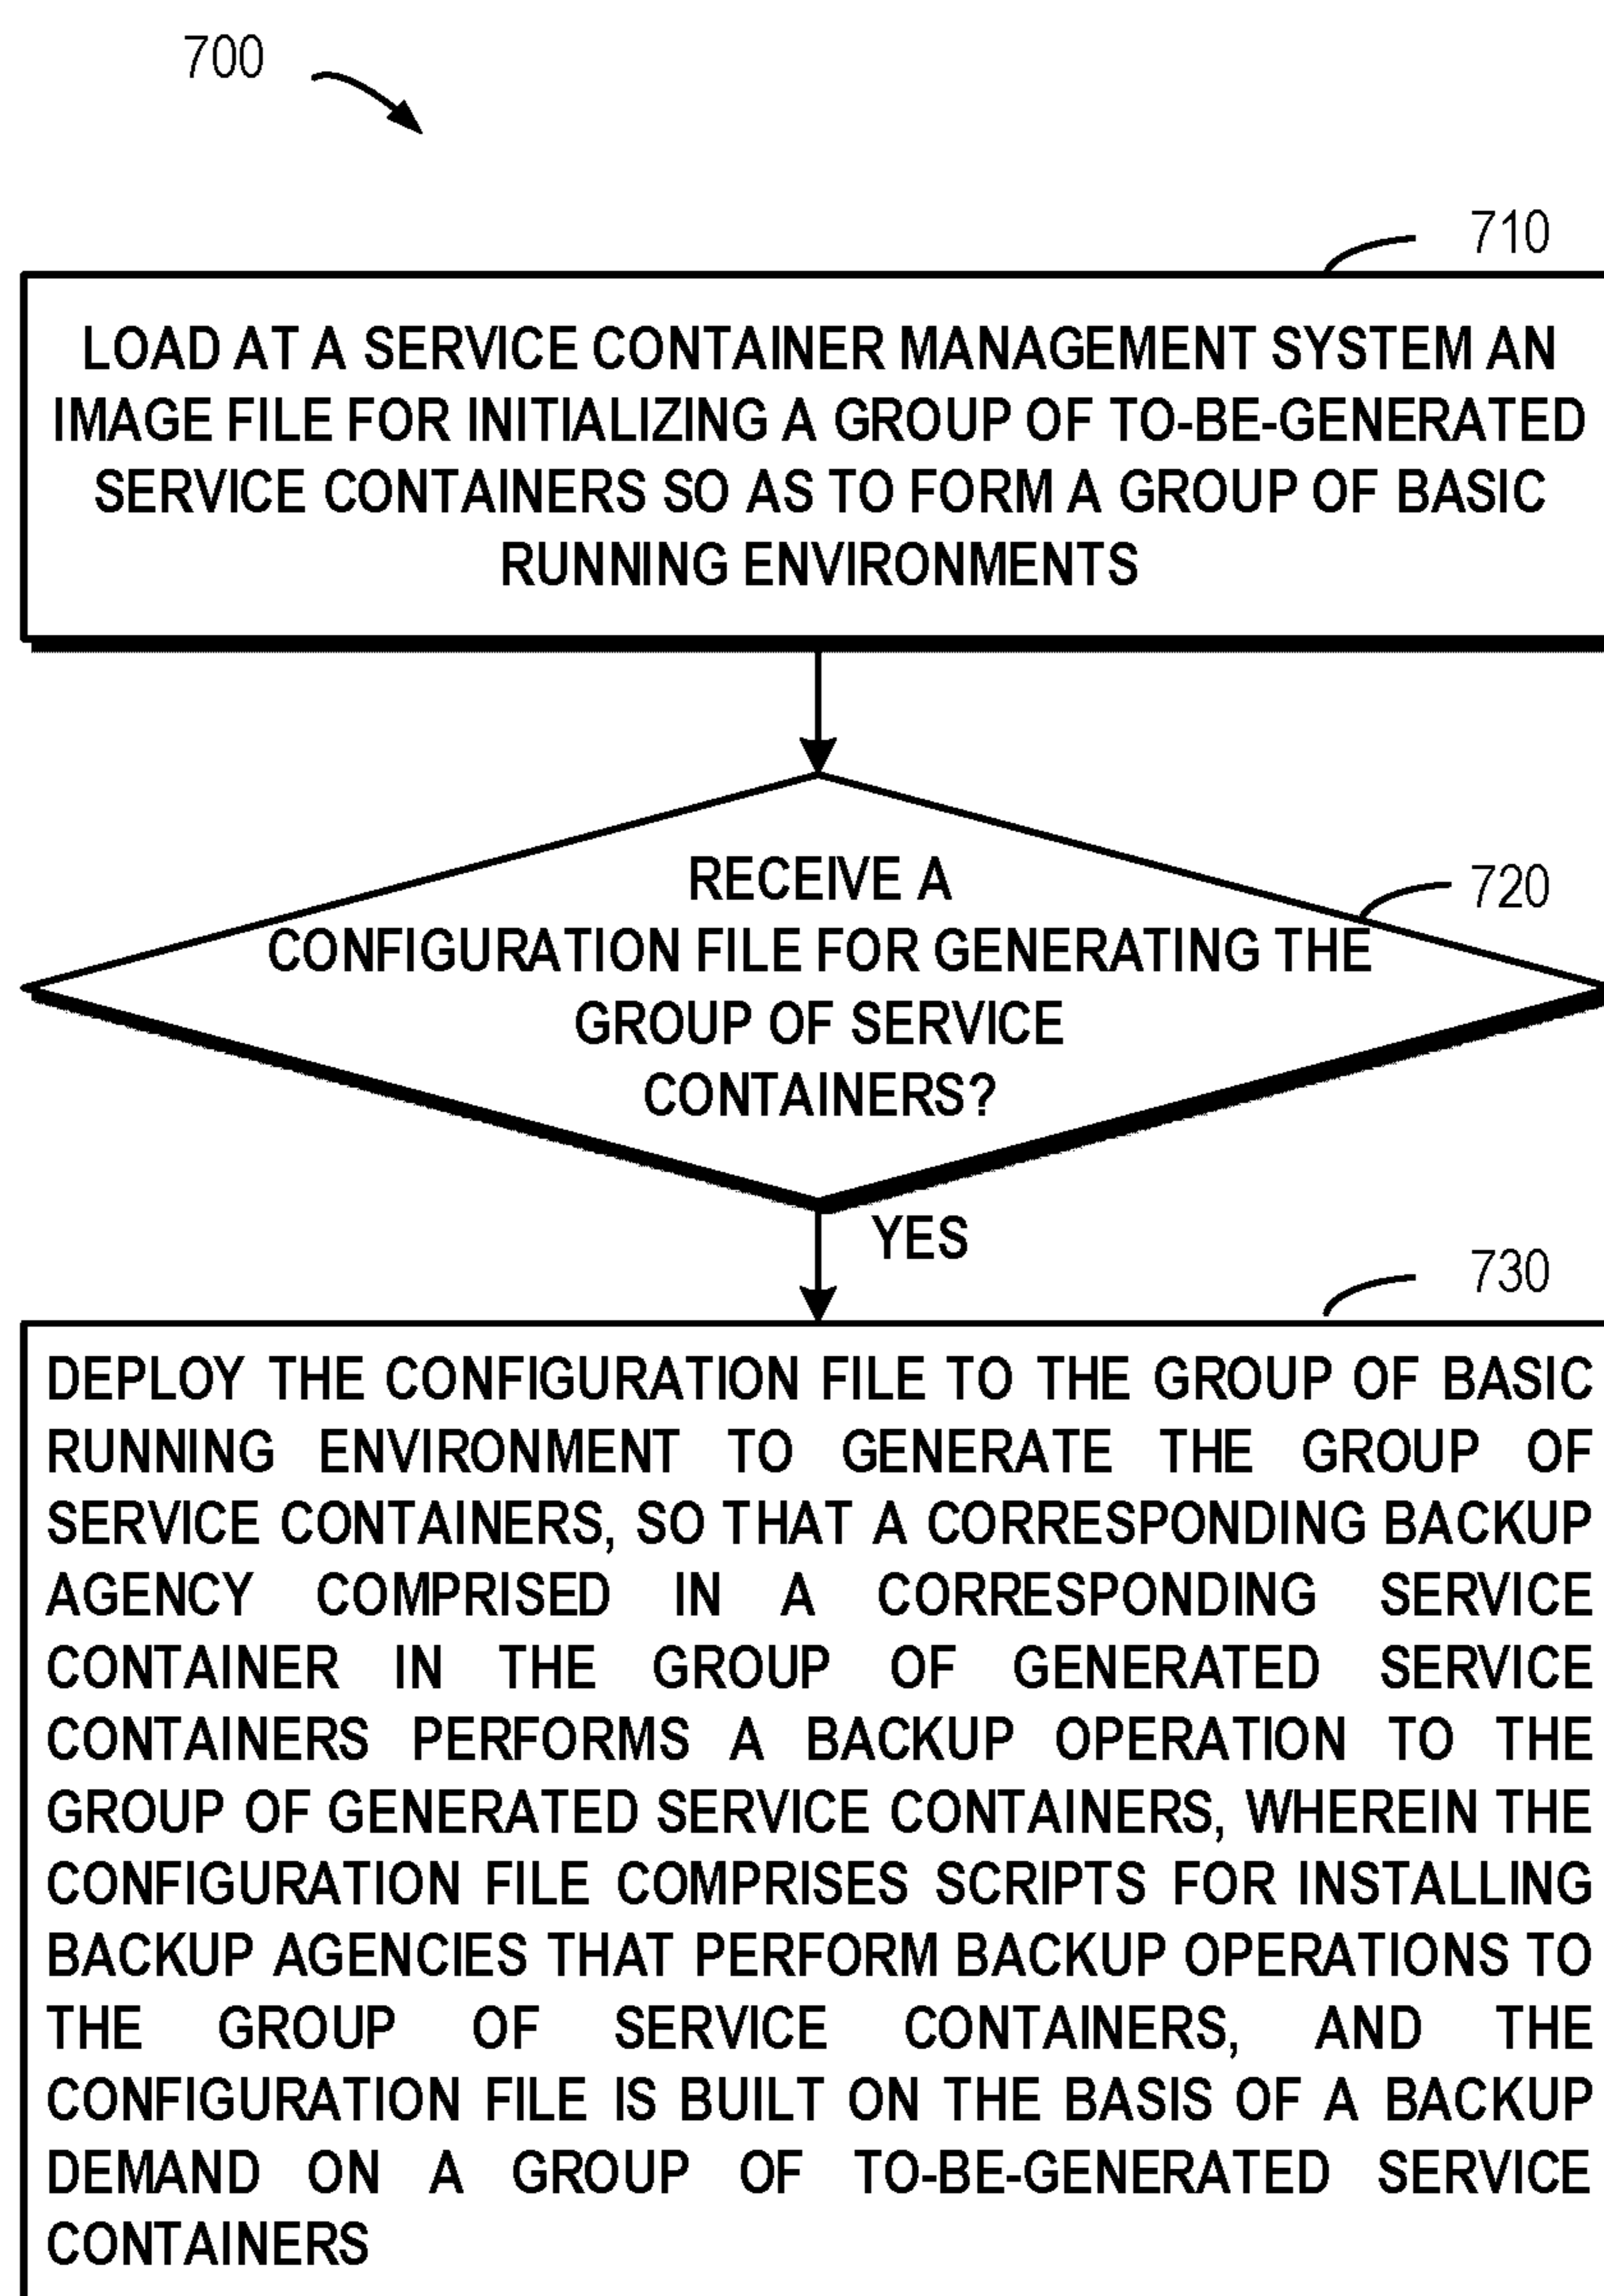 700
710
LOAD AT A SERVICE CONTAINER MANAGEMENT SYSTEM AN
IMAGE FILE FOR INITIALIZING A GROUP OF TO-BE-GENERATED
SERVICE CONTAINERS SO AS TO FORM A GROUP OF BASIC
RUNNING ENVIRONMENTS
720
RECEIVE A
CONFIGURATION FILE FOR GENERATING THE
GROUP OF SERVICE
CONTAINERS?
YES
730
DEPLOY THE CONFIGURATION FILE TO THE GROUP OF BASIC
RUNNING ENVIRONMENT TO GENERATE THE GROUP OF
SERVICE CONTAINERS, SO THAT A CORRESPONDING BACKUP
AGENCY COMPRISED IN A CORRESPONDING SERVICE
CONTAINER IN THE GROUP OF GENERATED SERVICE
CONTAINERS PERFORMS A BACKUP OPERATION TO THE
GROUP OF GENERATED SERVICE CONTAINERS, WHEREIN THE
CONFIGURATION FILE COMPRISES SCRIPTS FOR INSTALLING
BACKUP AGENCIES THAT PERFORM BACKUP OPERATIONS TO
THE GROUP OF SERVICE CONTAINERS, AND THE
CONFIGURATION FILE IS BUILT ON THE BASIS OF A BACKUP
DEMAND ON A GROUP OF TO-BE-GENERATED SERVICE
CONTAINERS